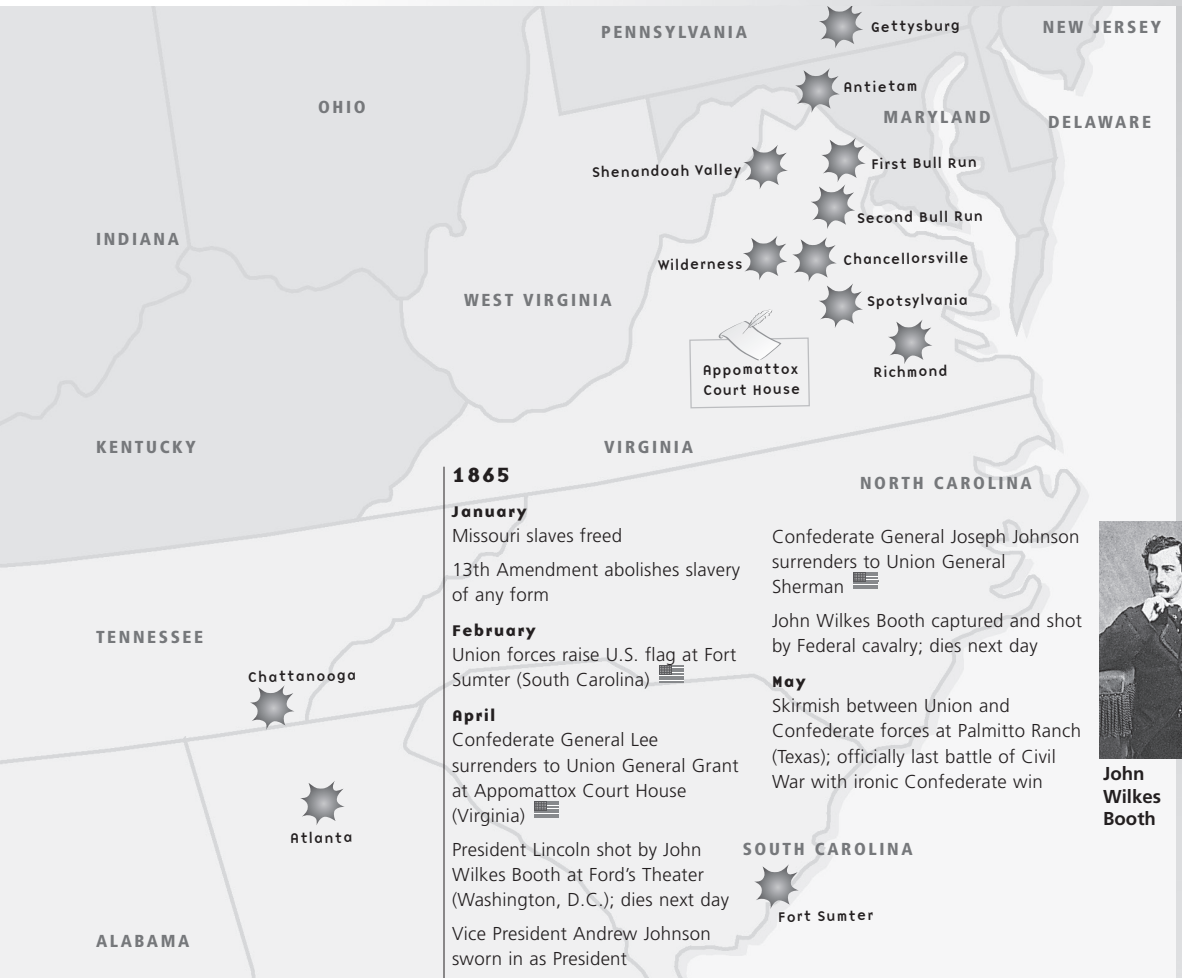 PENNSYLVANIA
Gettysburg
NEW JERSEY
OHIO
Antietam
MARYLAND
DELAWARE
Shenandoah Valley
First Bull Run
Second Bull Run
INDIANA
Wilderness
Chancellorsville
WEST VIRGINIA
Spotsylvania
Appomattox
Court House
Richmond
KENTUCKY
VIRGINIA
NORTH CAROLINA
TENNESSEE
Chattanooga
Atlanta
ALABAMA
1865
January
Missouri slaves freed
13th Amendment abolishes slavery
of any form
February
Union forces raise U.S. flag at Fort
Sumter (South Carolina)
April
Confederate General Lee
surrenders to Union General Grant
at Appomattox Court House
(Virginia)
President Lincoln shot by John
Wilkes Booth at Ford's Theater
(Washington, D.C.); dies next day
Vice President Andrew Johnson
sworn in as President
Confederate General Joseph Johnson
surrenders to Union General
Sherman
John Wilkes Booth captured and shot
by Federal cavalry; dies next day
May
Skirmish between Union and
Confederate forces at Palmitto Ranch
(Texas); officially last battle of Civil
War with ironic Confederate win
John
Wilkes
Booth
SOUTH CAROLINA
Fort Sumter